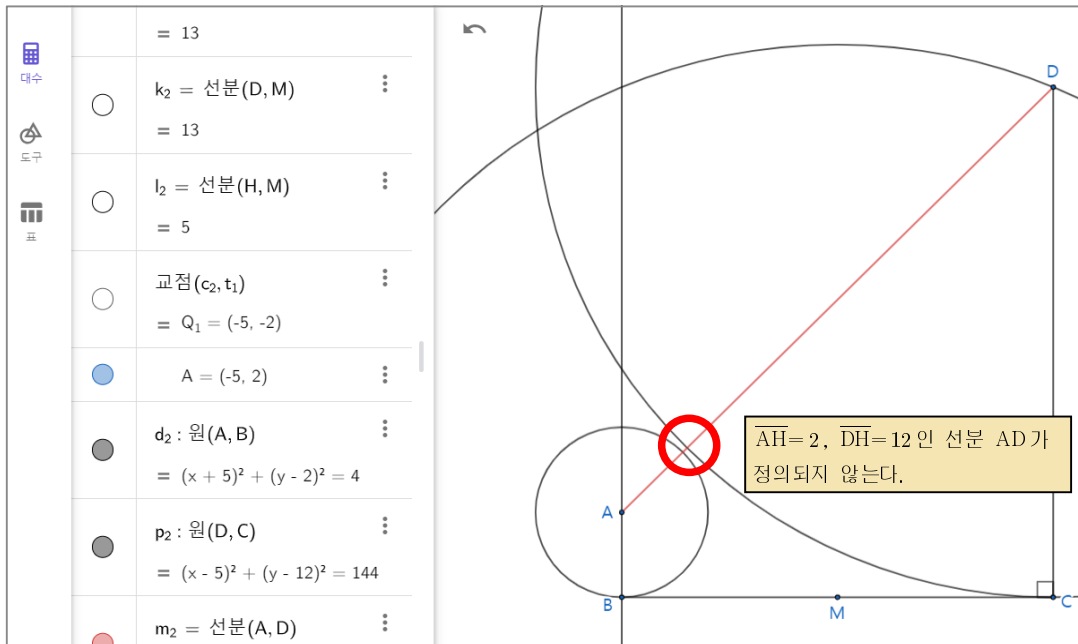 = 13
대수
k₂ = 선분(D, M)
= 13
도구
l₂ = 선분(H, M)
= 5
표
교점(c₂, t₁)
= Q₁ = (-5, -2)
A = (-5, 2)
d₂ : 원(A, B)
= (x + 5)² + (y - 2)² = 4
p₂ : 원(D, C)
= (x - 5)² + (y - 12)² = 144
m₂ = 선분(A, D)
D
A
B
M
C
A̅H̅= 2, D̅H̅= 12 인 선분 AD가
정의되지 않는다.